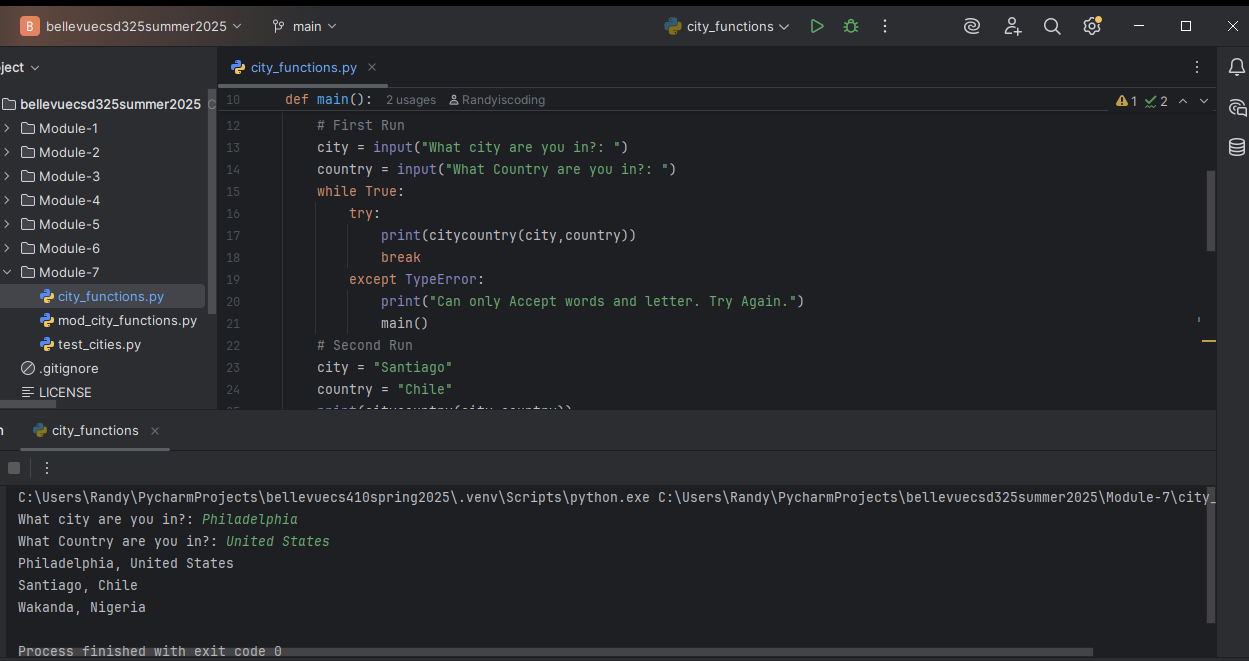 B bellevuecsd325summer2025 main city_functions
ject
city_functions.py
bellevuecsd325summer2025
Module-1
Module-2
Module-3
Module-4
Module-5
Module-6
Module-7
city_functions.py
mod_city_functions.py
test_cities.py
.gitignore
LICENSE
10 def main(): 2 usages Randyiscoding
1 2
12 # First Run
13 city = input("What city are you in?: ")
14 country = input("What Country are you in?: ")
15 while True:
16 try:
17 print(citycountry(city,country))
18 break
19 except TypeError:
20 print("Can only Accept words and letter. Try Again.")
21 main()
22 # Second Run
23 city = "Santiago"
24 country = "Chile"
25 print(citycountry(city,country))
city_functions
C:\Users\Randy\PycharmProjects\bellevuecs410spring2025\.venv\Scripts\python.exe C:\Users\Randy\PycharmProjects\bellevuecsd325summer2025\Module-7\city_
What city are you in?: Philadelphia
What Country are you in?: United States
Philadelphia, United States
Santiago, Chile
Wakanda, Nigeria
Process finished with exit code 0